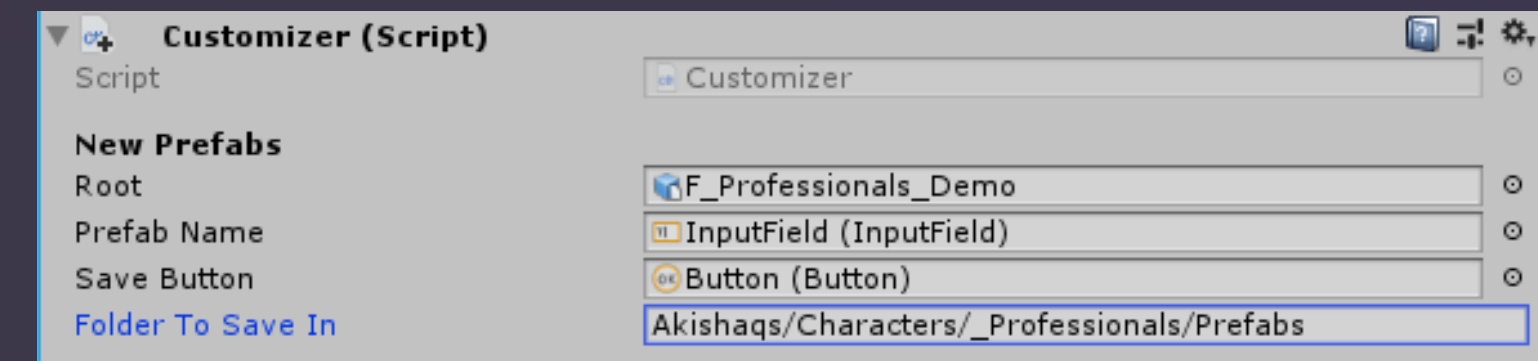 Customizer (Script)
Script Customizer
New Prefabs
Root F_Professionals_Demo
Prefab Name InputField (InputField)
Save Button Button (Button)
Folder To Save In Akishaqs/Characters/_Professionals/Prefabs